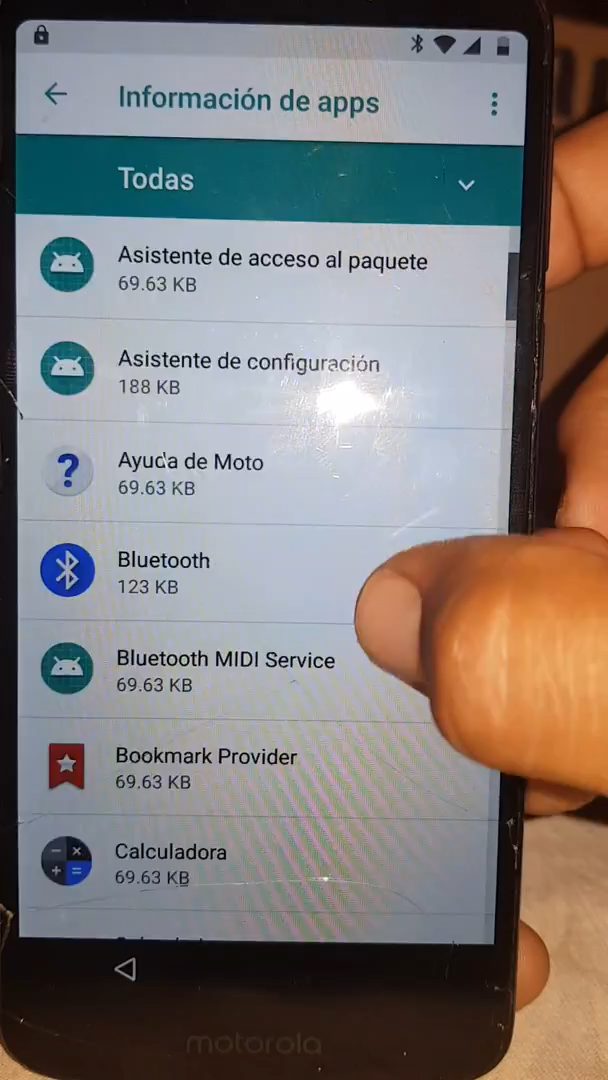 Información de apps
Todas
Asistente de acceso al paquete
69.63 KB
Asistente de configuración
188 KB
Ayuda de Moto
69.63 KB
Bluetooth
123 KB
Bluetooth MIDI Service
69.63 KB
Bookmark Provider
69.63 KB
Calculadora
69.63 KB
motorola